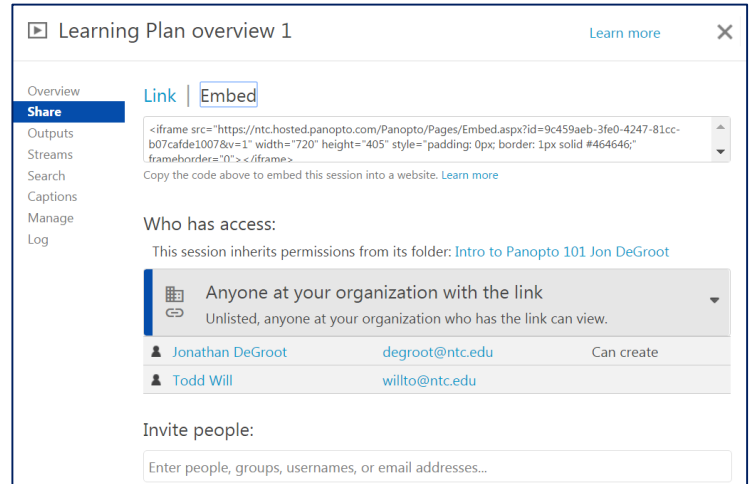 Learning Plan overview 1
Learn more
Overview
Share
Outputs
Streams
Search
Captions
Manage
Log
Link | Embed
<iframe src="https://ntc.hosted.panopto.com/Panopto/Pages/Embed.aspx?id=9c459aeb-3fe0-4247-81cc-
b07cafde1007&v=1" width="720" height="405" style="padding: 0px; border: 1px solid #464646;"
frameborder="0"></iframe>
Copy the code above to embed this session into a website. Learn more
Who has access:
This session inherits permissions from its folder: Intro to Panopto 101 Jon DeGroot
Anyone at your organization with the link
Unlisted, anyone at your organization who has the link can view.
Jonathan DeGroot degroot@ntc.edu Can create
Todd Will willto@ntc.edu
Invite people:
Enter people, groups, usernames, or email addresses...